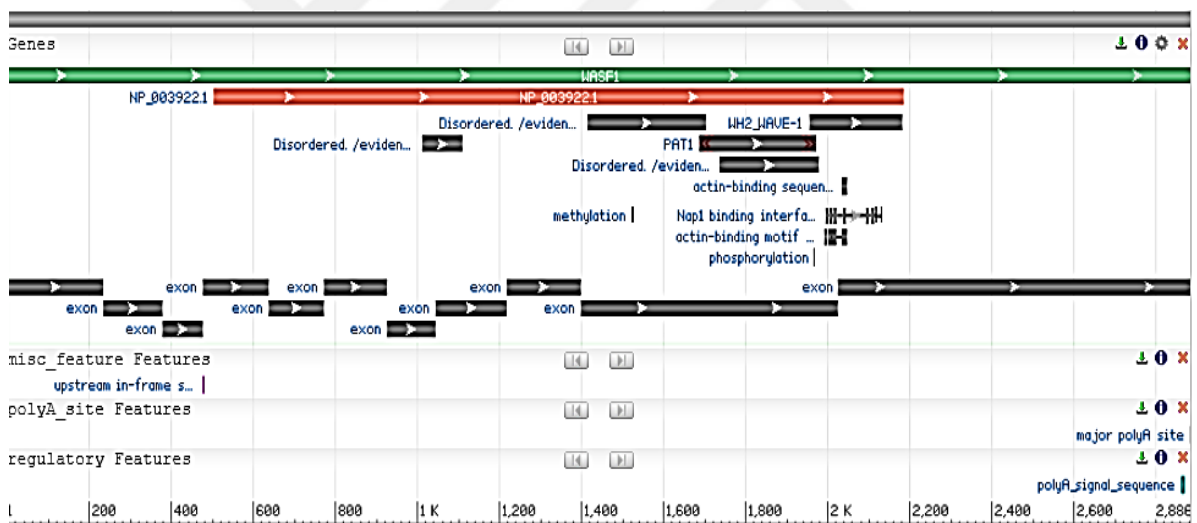 Genes
WASF1
NP_003922.1 NP_003922.1
Disordered. /eviden... WH2_WAVE-1
Disordered. /eviden... PAT1
Disordered. /eviden...
actin-binding sequen...
methylation Nap1 binding interfa...
actin-binding motif ...
phosphorylation
exon exon exon exon
exon exon exon exon
exon exon
misc_feature Features
upstream in-frame s...
polyA_site Features
major polyA site
regulatory Features
polyA_signal_sequence
1 200 400 600 800 1 K 1,200 1,400 1,600 1,800 2 K 2,200 2,400 2,600 2,886